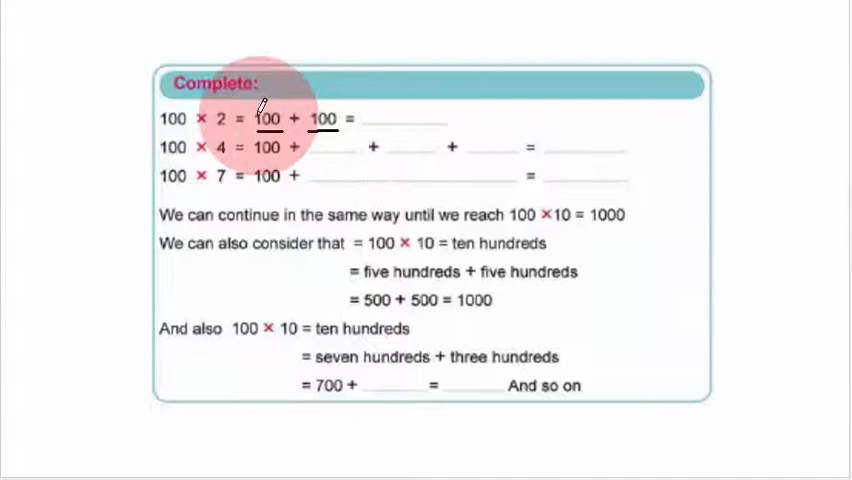 Complete:
100 × 2 = 100 + 100 =
100 × 4 = 100 + + + =
100 × 7 = 100 + =
We can continue in the same way until we reach 100 ×10 = 1000
We can also consider that = 100 × 10 = ten hundreds
= five hundreds + five hundreds
= 500 + 500 = 1000
And also 100 × 10 = ten hundreds
= seven hundreds + three hundreds
= 700 + = And so on